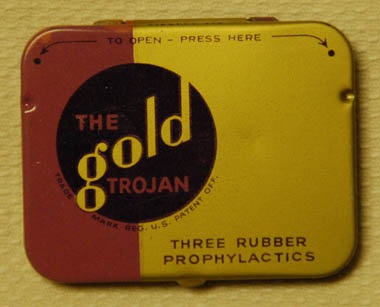 TO OPEN - PRESS HERE
THE
gold
TROJAN
TRADE MARK REG. U.S. PATENT OFF.
THREE RUBBER
PROPHYLACTICS